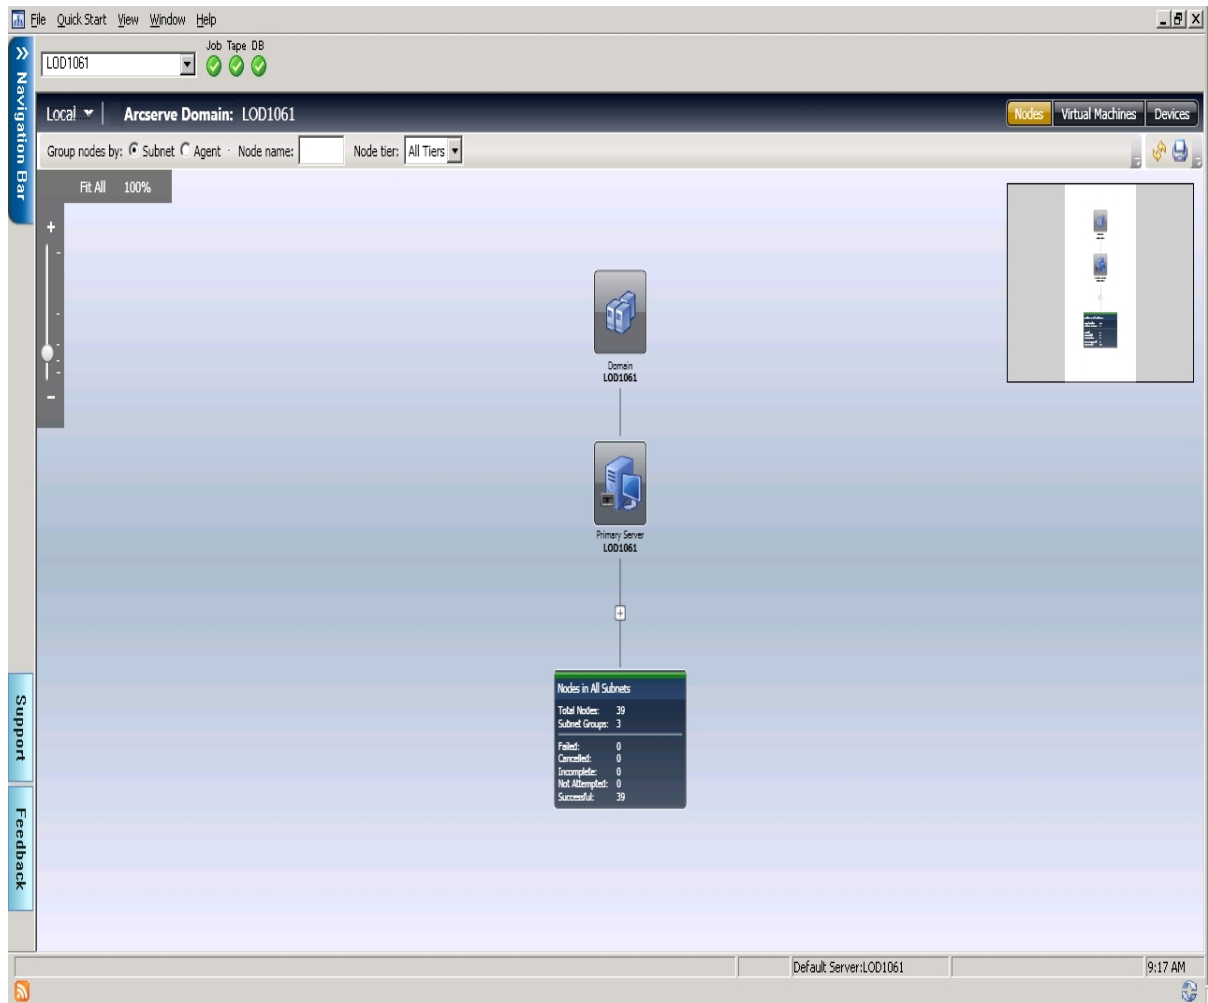 File Quick Start View Window Help
Job Tape DB
LOD1061
Local Arcserve Domain: LOD1061 Nodes Virtual Machines Devices
Group nodes by: Subnet Agent - Node name: Node tier: All Tiers
Fit All 100%
+
-
Navigation Bar
Domain
LOD1061
Primary Server
LOD1061
+
Nodes in All Subnets
Total Nodes: 39
Subnet Groups: 3
Failed: 0
Cancelled: 0
Incomplete: 0
Not Attempted: 0
Successful: 39
Support
Feedback
Default Server:LOD1061 9:17 AM